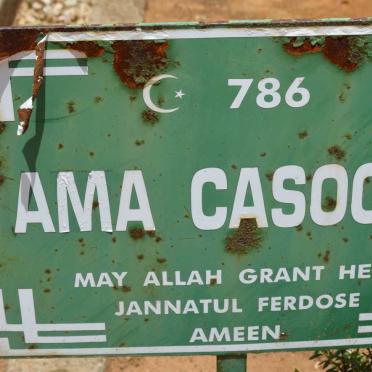 786
AMA CASOO
MAY ALLAH GRANT HE
JANNATUL FERDOSE
AMEEN